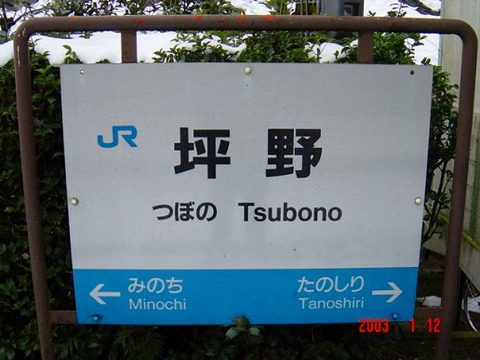 JR
坪野
つぼの Tsubono
← みのち たのしり →
Minochi Tanoshiri
2003 1 12